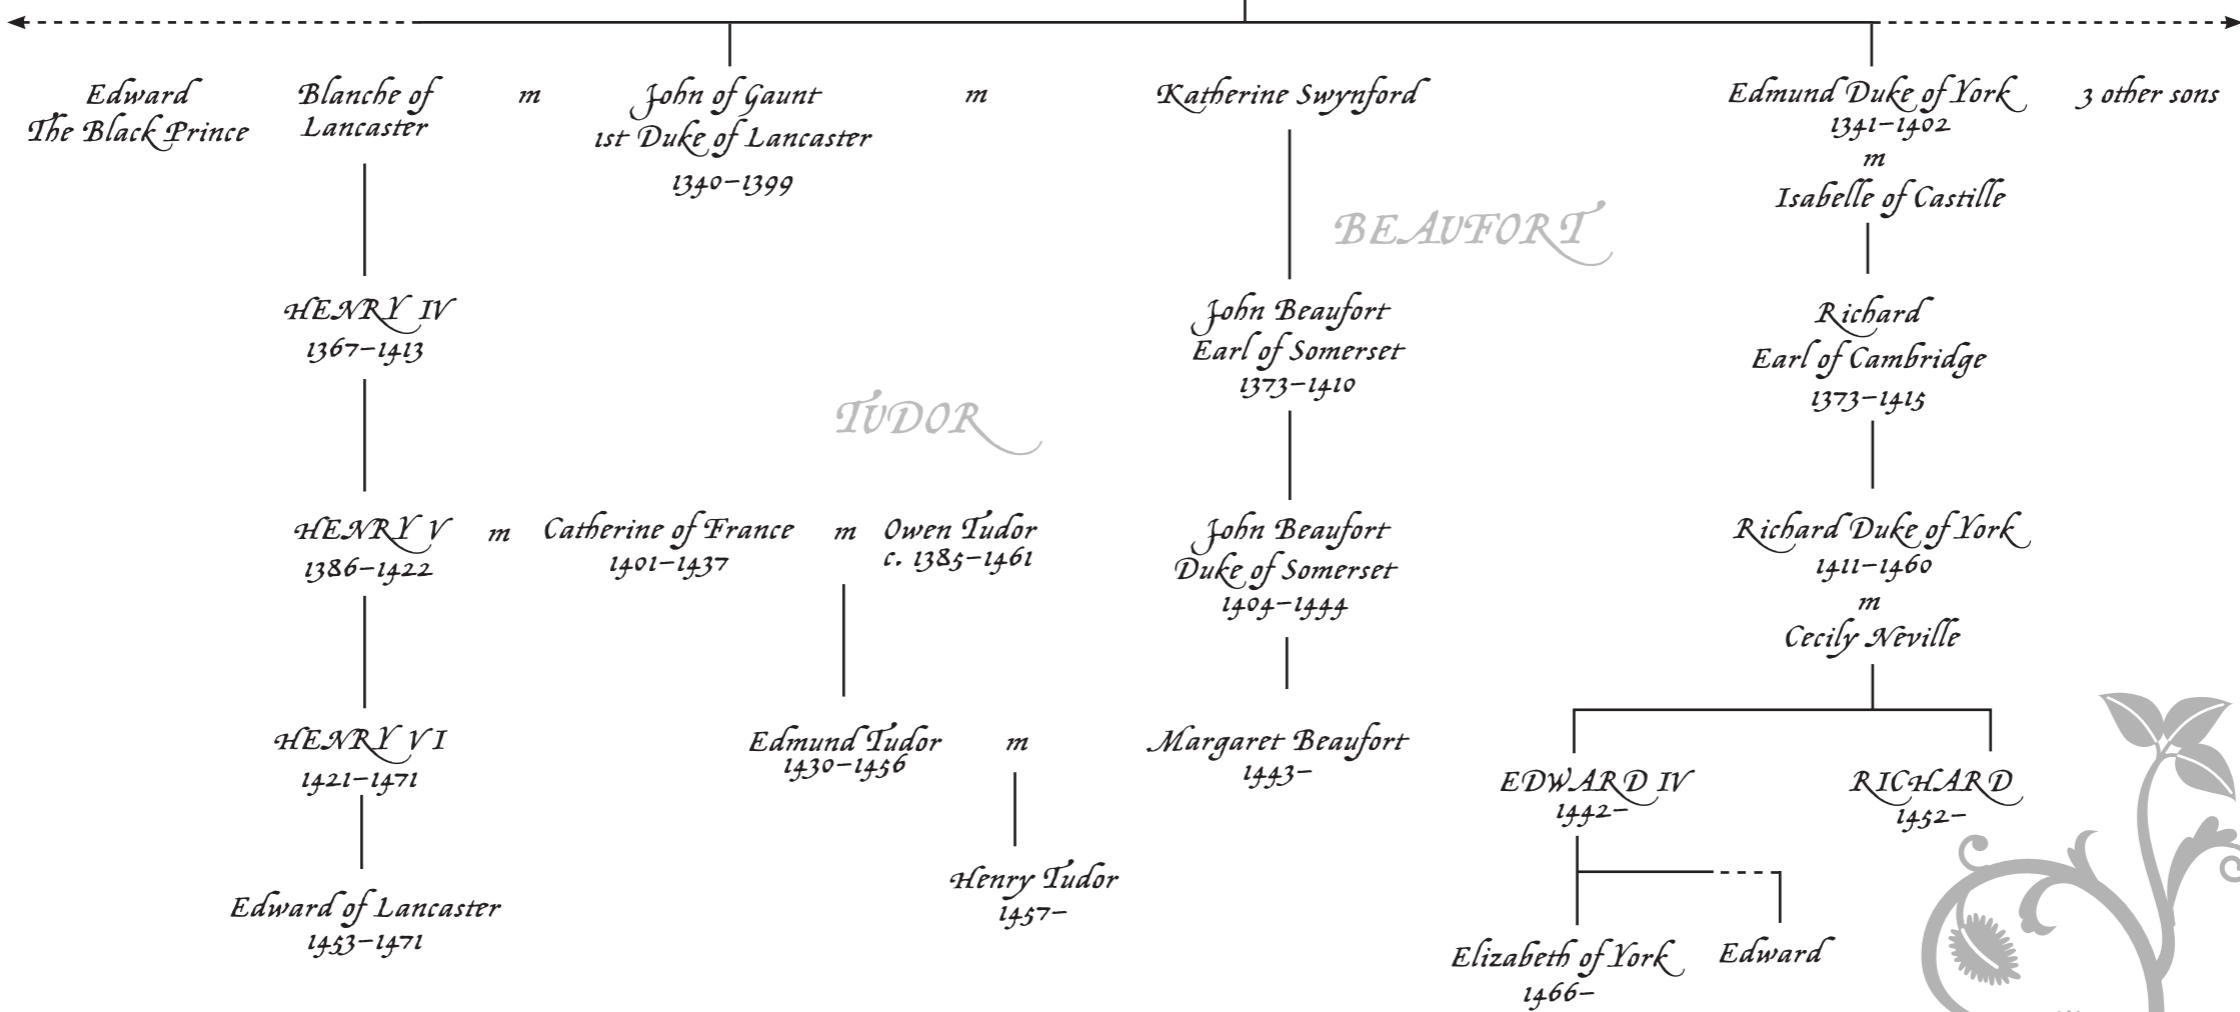 Edward
The Black Prince
Blanche of
Lancaster
m
John of Gaunt
1st Duke of Lancaster
1340–1399
m
Katherine Swynford
Edmund Duke of York
1341–1402
m
Isabelle of Castille
3 other sons
BEAUFORT
HENRY IV
1367–1413
John Beaufort
Earl of Somerset
1373–1410
Richard
Earl of Cambridge
1373–1415
TUDOR
HENRY V
1386–1422
m
Catherine of France
1401–1437
m
Owen Tudor
c. 1385–1461
John Beaufort
Duke of Somerset
1404–1444
Richard Duke of York
1411–1460
m
Cecily Neville
HENRY VI
1421–1471
Edmund Tudor
1430–1456
m
Margaret Beaufort
1443–
EDWARD IV
1442–
RICHARD
1452–
Edward of Lancaster
1453–1471
Henry Tudor
1457–
Elizabeth of York
1466–
Edward